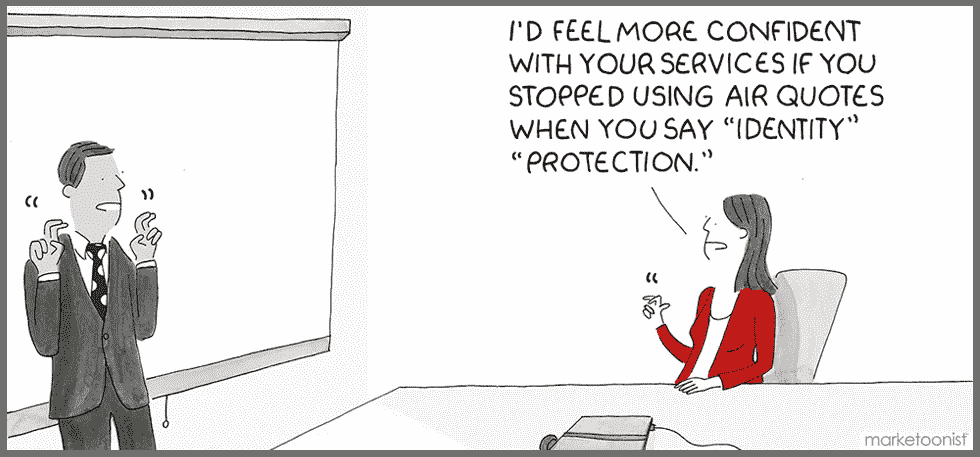 I'D FEEL MORE CONFIDENT
WITH YOUR SERVICES IF YOU
STOPPED USING AIR QUOTES
WHEN YOU SAY “IDENTITY”
“PROTECTION.”
“ ”
“
marketoonist